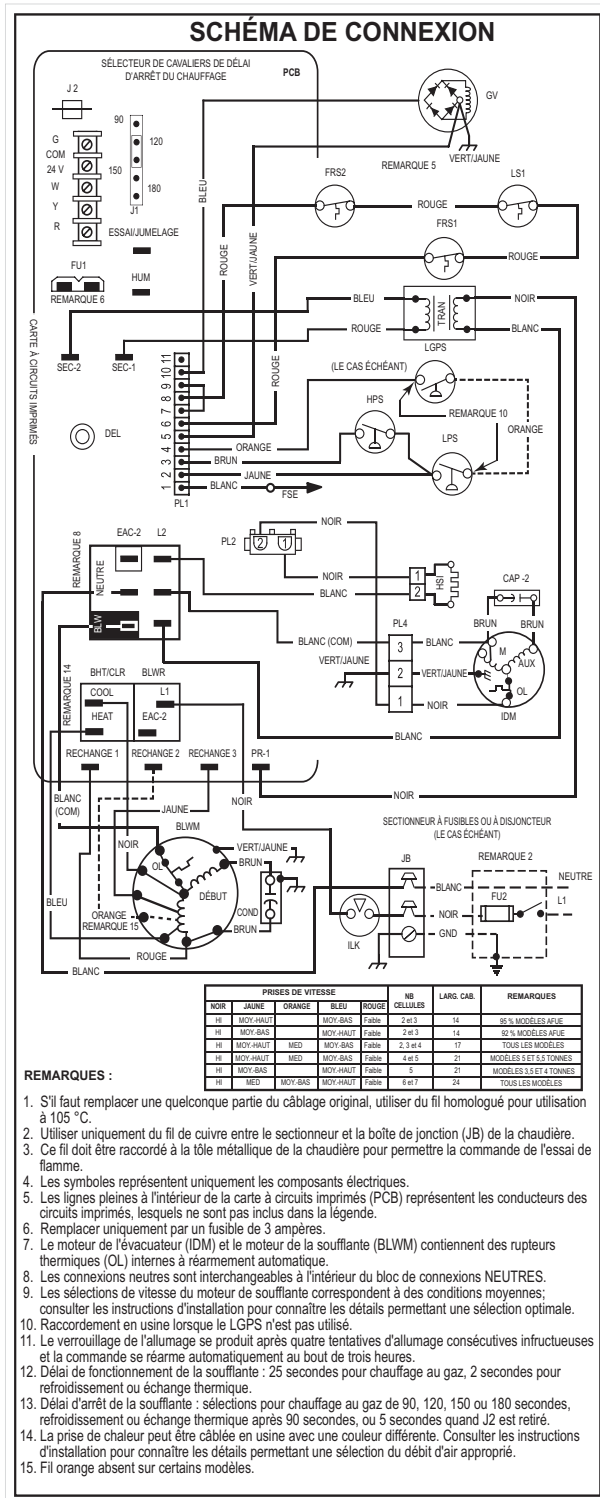 SCHÉMA DE CONNEXION
SÉLECTEUR DE CAVALIERS DE DÉLAI
D'ARRÊT DU CHAUFFAGE
PCB
J 2
90
120
150
180
J1
G
COM
24 V
W
Y
R
ESSAI/JUMELAGE
FU1
HUM
REMARQUE 6
CARTE À CIRCUITS IMPRIMÉS
SEC-2
SEC-1
DEL
BLEU
ROUGE
VERT/JAUNE
ROUGE
GV
VERT/JAUNE
REMARQUE 5
FRS2
LS1
ROUGE
FRS1
ROUGE
BLEU
NOIR
TRAN
ROUGE
BLANC
LGPS
(LE CAS ÉCHÉANT)
REMARQUE 10
HPS
LPS
ORANGE
11
10
9
8
7
6
5
4
3
2
1
PL1
ORANGE
BRUN
JAUNE
BLANC
FSE
NOIR
PL2
2
1
REMARQUE 8
EAC-2
L2
NEUTRE
BLW
NOIR
BLANC
1
2
HSI
CAP -2
BRUN
BRUN
BLANC (COM)
PL4
3
2
1
BLANC
VERT/JAUNE
VERT/JAUNE
NOIR
M
AUX
OL
IDM
BLANC
REMARQUE 14
BHT/CLR
BLWR
COOL
HEAT
L1
EAC-2
RECHANGE 1
RECHANGE 2
RECHANGE 3
PR-1
BLANC
(COM)
NOIR
JAUNE
BLWM
NOIR
NOIR
VERT/JAUNE
BRUN
OL
DÉBUT
COND
BRUN
BLEU
ORANGE
REMARQUE 15
ROUGE
BLANC
SECTIONNEUR À FUSIBLES OU À DISJONCTEUR
(LE CAS ÉCHÉANT)
JB
REMARQUE 2
NEUTRE
BLANC
FU2
L1
NOIR
GND
ILK
PRISES DE VITESSE NB CELLULES LARG. CAB. REMARQUES
NOIR JAUNE ORANGE BLEU ROUGE
HI MOY.-HAUT MOY.-BAS Faible 2 et 3 14 95 % MODÈLES AFUE
HI MOY.-BAS MOY.-HAUT Faible 2 et 3 14 92 % MODÈLES AFUE
HI MOY.-HAUT MED MOY.-BAS Faible 2, 3 et 4 17 TOUS LES MODÈLES
HI MOY.-HAUT MED MOY.-BAS Faible 4 et 5 21 MODÈLES 5 ET 5,5 TONNES
HI MOY.-BAS MOY.-HAUT Faible 5 21 MODÈLES 3,5 ET 4 TONNES
HI MED MOY.-BAS MOY.-HAUT Faible 6 et 7 24 TOUS LES MODÈLES
REMARQUES :
1. S'il faut remplacer une quelconque partie du câblage original, utiliser du fil homologué pour utilisation
à 105 °C.
2. Utiliser uniquement du fil de cuivre entre le sectionneur et la boîte de jonction (JB) de la chaudière.
3. Ce fil doit être raccordé à la tôle métallique de la chaudière pour permettre la commande de l'essai de
flamme.
4. Les symboles représentent uniquement les composants électriques.
5. Les lignes pleines à l'intérieur de la carte à circuits imprimés (PCB) représentent les conducteurs des
circuits imprimés, lesquels ne sont pas inclus dans la légende.
6. Remplacer uniquement par un fusible de 3 ampères.
7. Le moteur de l'évacuateur (IDM) et le moteur de la soufflante (BLWM) contiennent des rupteurs
thermiques (OL) internes à réarmement automatique.
8. Les connexions neutres sont interchangeables à l'intérieur du bloc de connexions NEUTRES.
9. Les sélections de vitesse du moteur de soufflante correspondent à des conditions moyennes;
consulter les instructions d'installation pour connaître les détails permettant une sélection optimale.
10. Raccordement en usine lorsque le LGPS n'est pas utilisé.
11. Le verrouillage de l'allumage se produit après quatre tentatives d'allumage consécutives infructueuses
et la commande se réarme automatiquement au bout de trois heures.
12. Délai de fonctionnement de la soufflante : 25 secondes pour chauffage au gaz, 2 secondes pour
refroidissement ou échange thermique.
13. Délai d'arrêt de la soufflante : sélections pour chauffage au gaz de 90, 120, 150 ou 180 secondes,
refroidissement ou échange thermique après 90 secondes, ou 5 secondes quand J2 est retiré.
14. La prise de chaleur peut être câblée en usine avec une couleur différente. Consulter les instructions
d'installation pour connaître les détails permettant une sélection du débit d'air approprié.
15. Fil orange absent sur certains modèles.